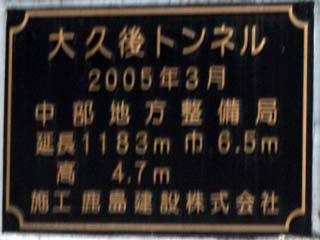 大久後トンネル
2005年3月
中部地方整備局
延長1183m 巾 6.5m
高 4.7m
施工 鹿島建設株式会社